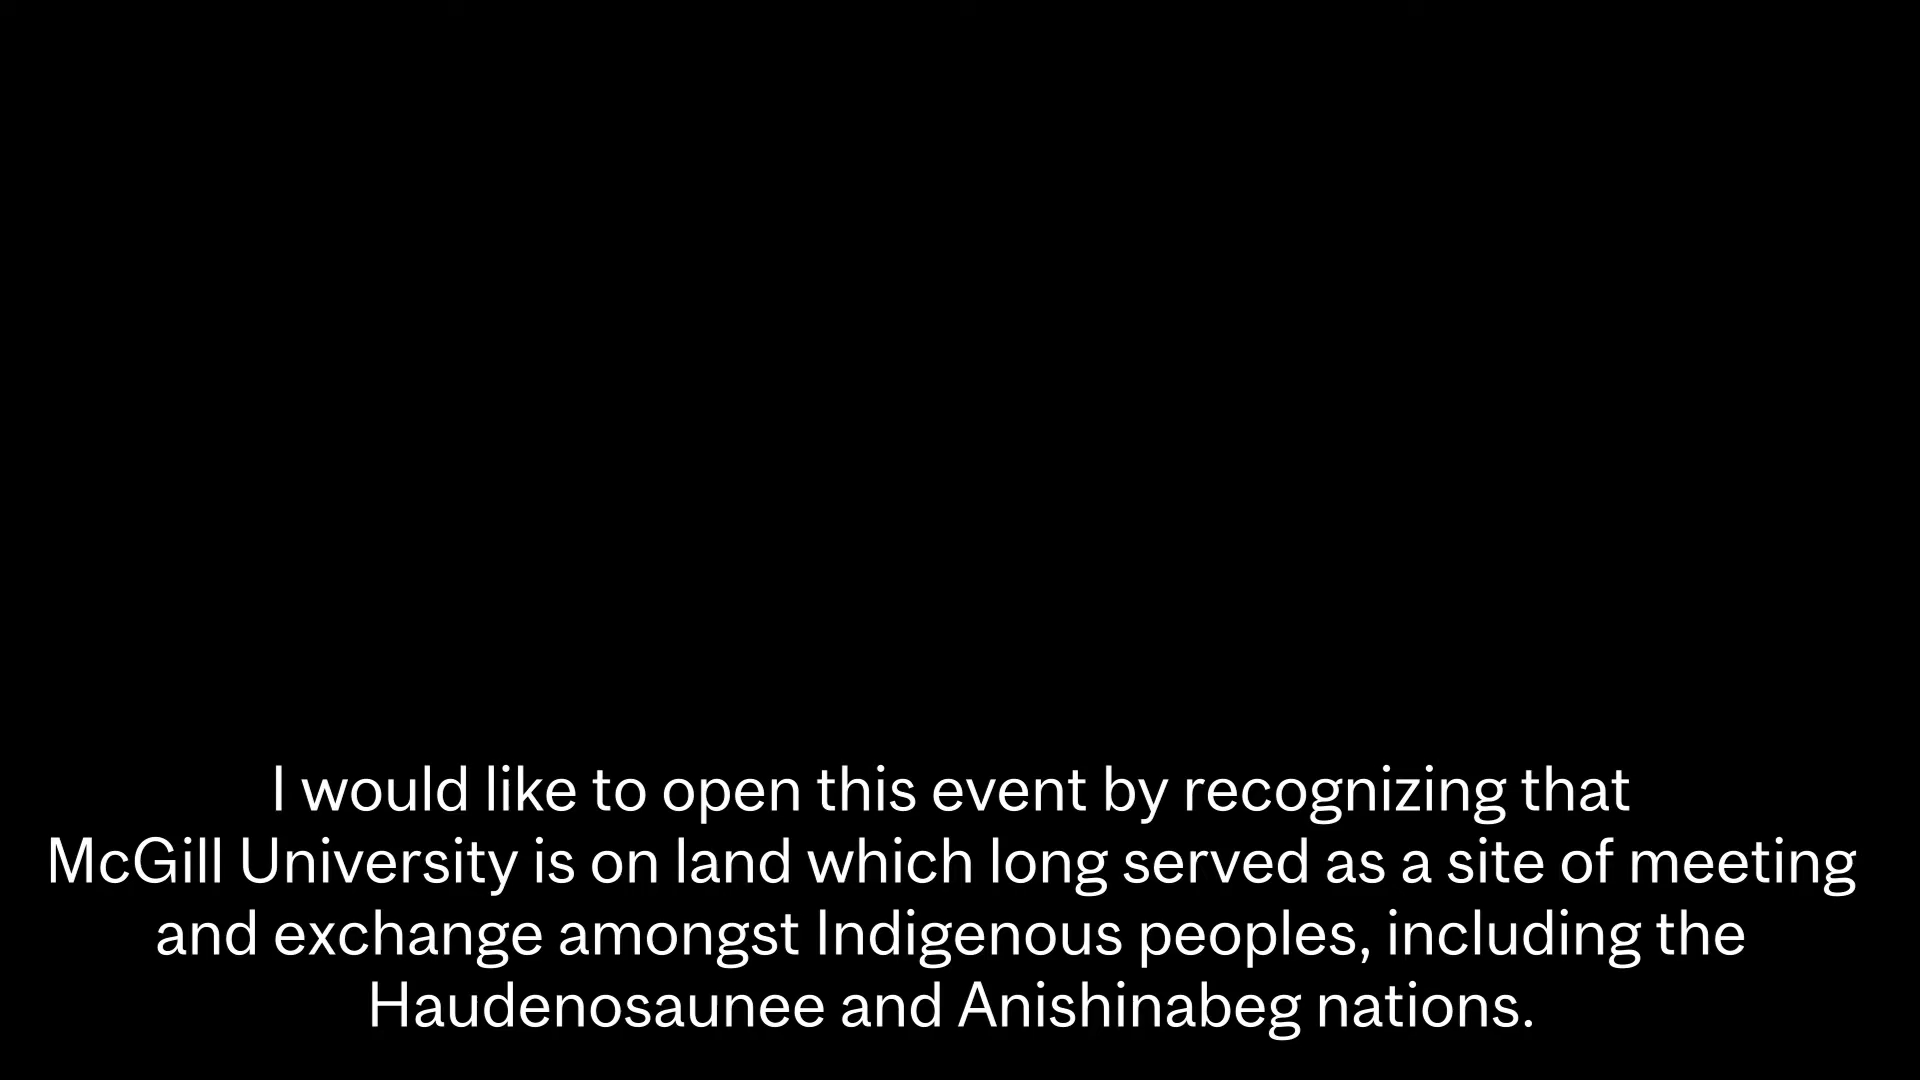 I would like to open this event by recognizing that
McGill University is on land which long served as a site of meeting
and exchange amongst Indigenous peoples, including the
Haudenosaunee and Anishinabeg nations.